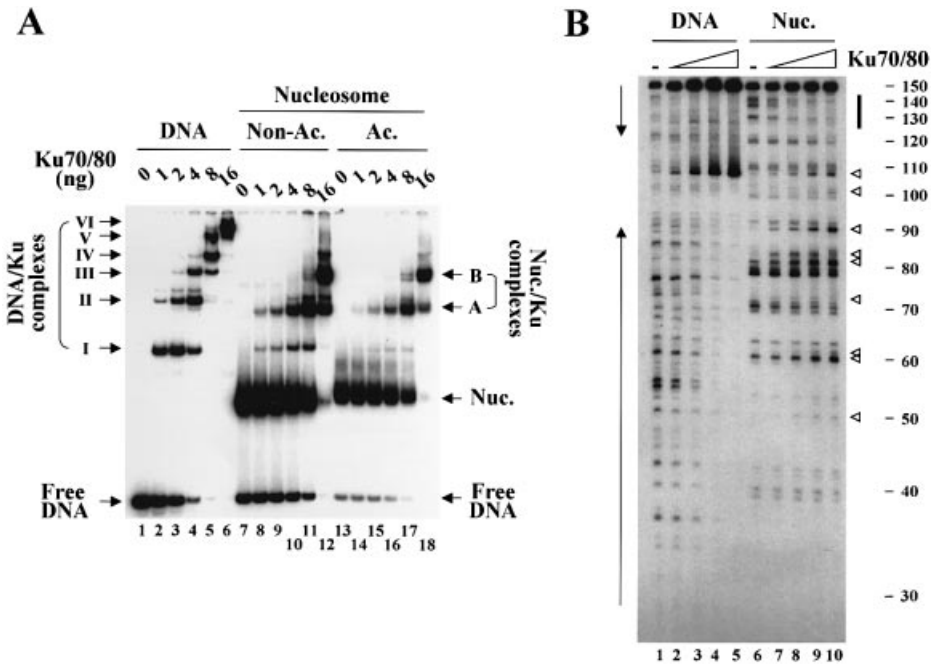 A
Nucleosome
DNA Non-Ac. Ac.
Ku70/80
(ng)
0 1 2 4 8 16 0 1 2 4 8 16 0 1 2 4 8 16
DNA/Ku
complexes
VI
V
IV
III
II
I
Free
DNA
B
A
Nuc./Ku
complexes
Nuc.
Free
DNA
1 2 3 4 5 6 7 8 9 10 11 12 13 14 15 16 17 18
B
DNA Nuc.
- - Ku70/80
- 150
- 140
- 130
- 120
- 110
- 100
- 90
- 80
- 70
- 60
- 50
- 40
- 30
1 2 3 4 5 6 7 8 9 10